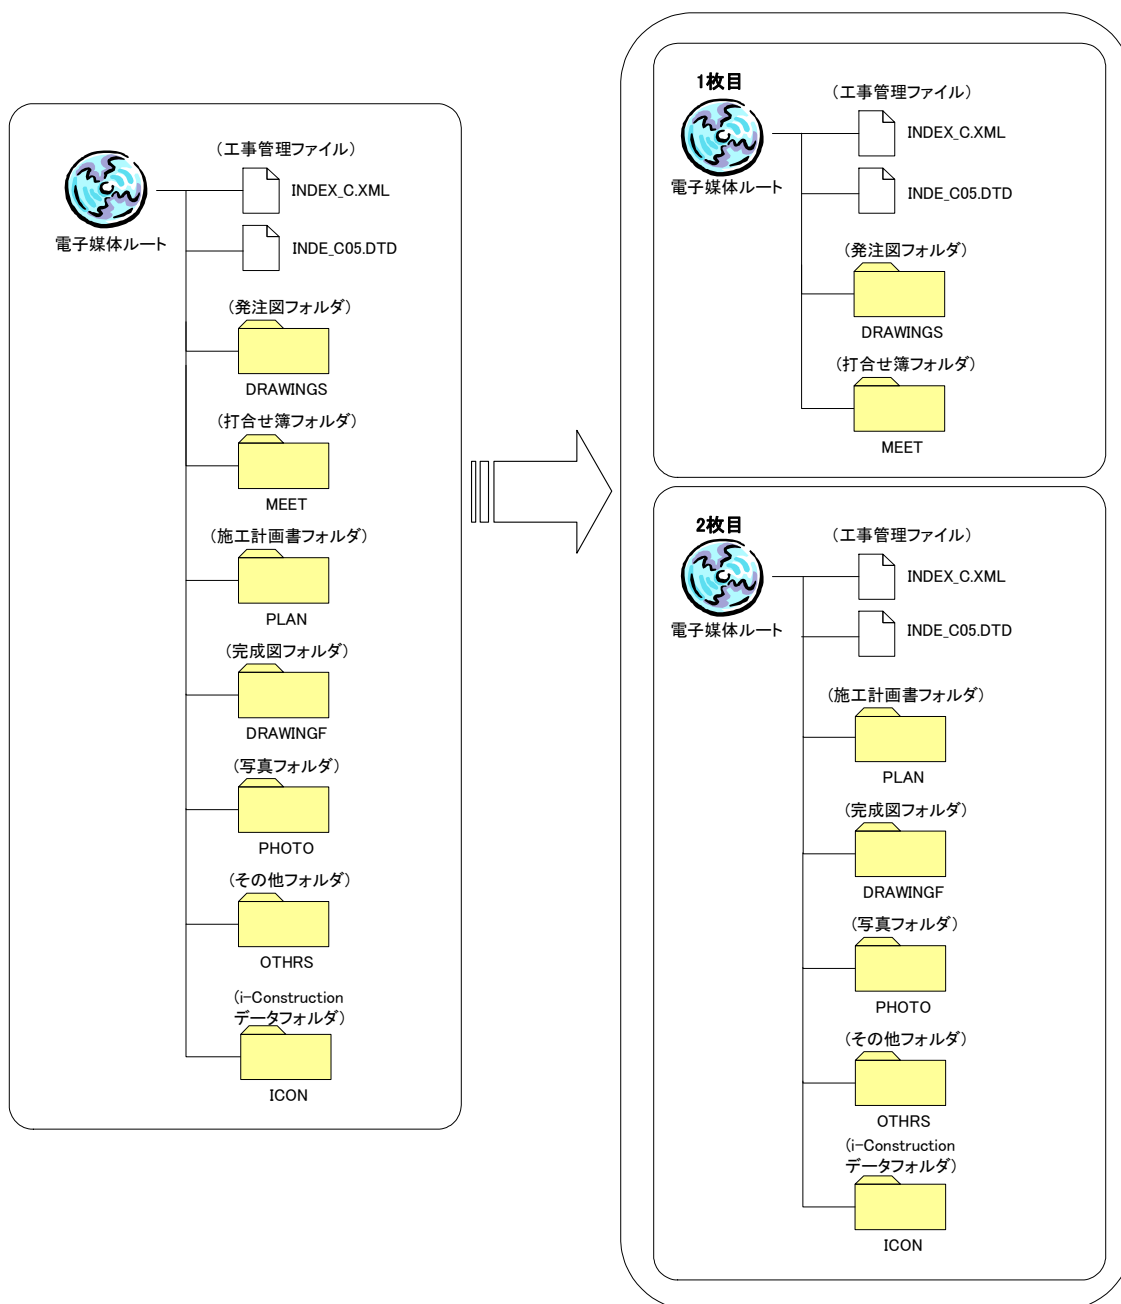 （工事管理ファイル）
INDEX_C.XML
電子媒体ルート
INDE_C05.DTD
（発注図フォルダ）
DRAWINGS
（打合せ簿フォルダ）
MEET
（施工計画書フォルダ）
PLAN
（完成図フォルダ）
DRAWINGF
（写真フォルダ）
PHOTO
（その他フォルダ）
OTHRS
（i-Construction
データフォルダ）
ICON
1枚目
（工事管理ファイル）
INDEX_C.XML
電子媒体ルート
INDE_C05.DTD
（発注図フォルダ）
DRAWINGS
（打合せ簿フォルダ）
MEET
2枚目
（工事管理ファイル）
INDEX_C.XML
電子媒体ルート
INDE_C05.DTD
（施工計画書フォルダ）
PLAN
（完成図フォルダ）
DRAWINGF
（写真フォルダ）
PHOTO
（その他フォルダ）
OTHRS
（i-Construction
データフォルダ）
ICON